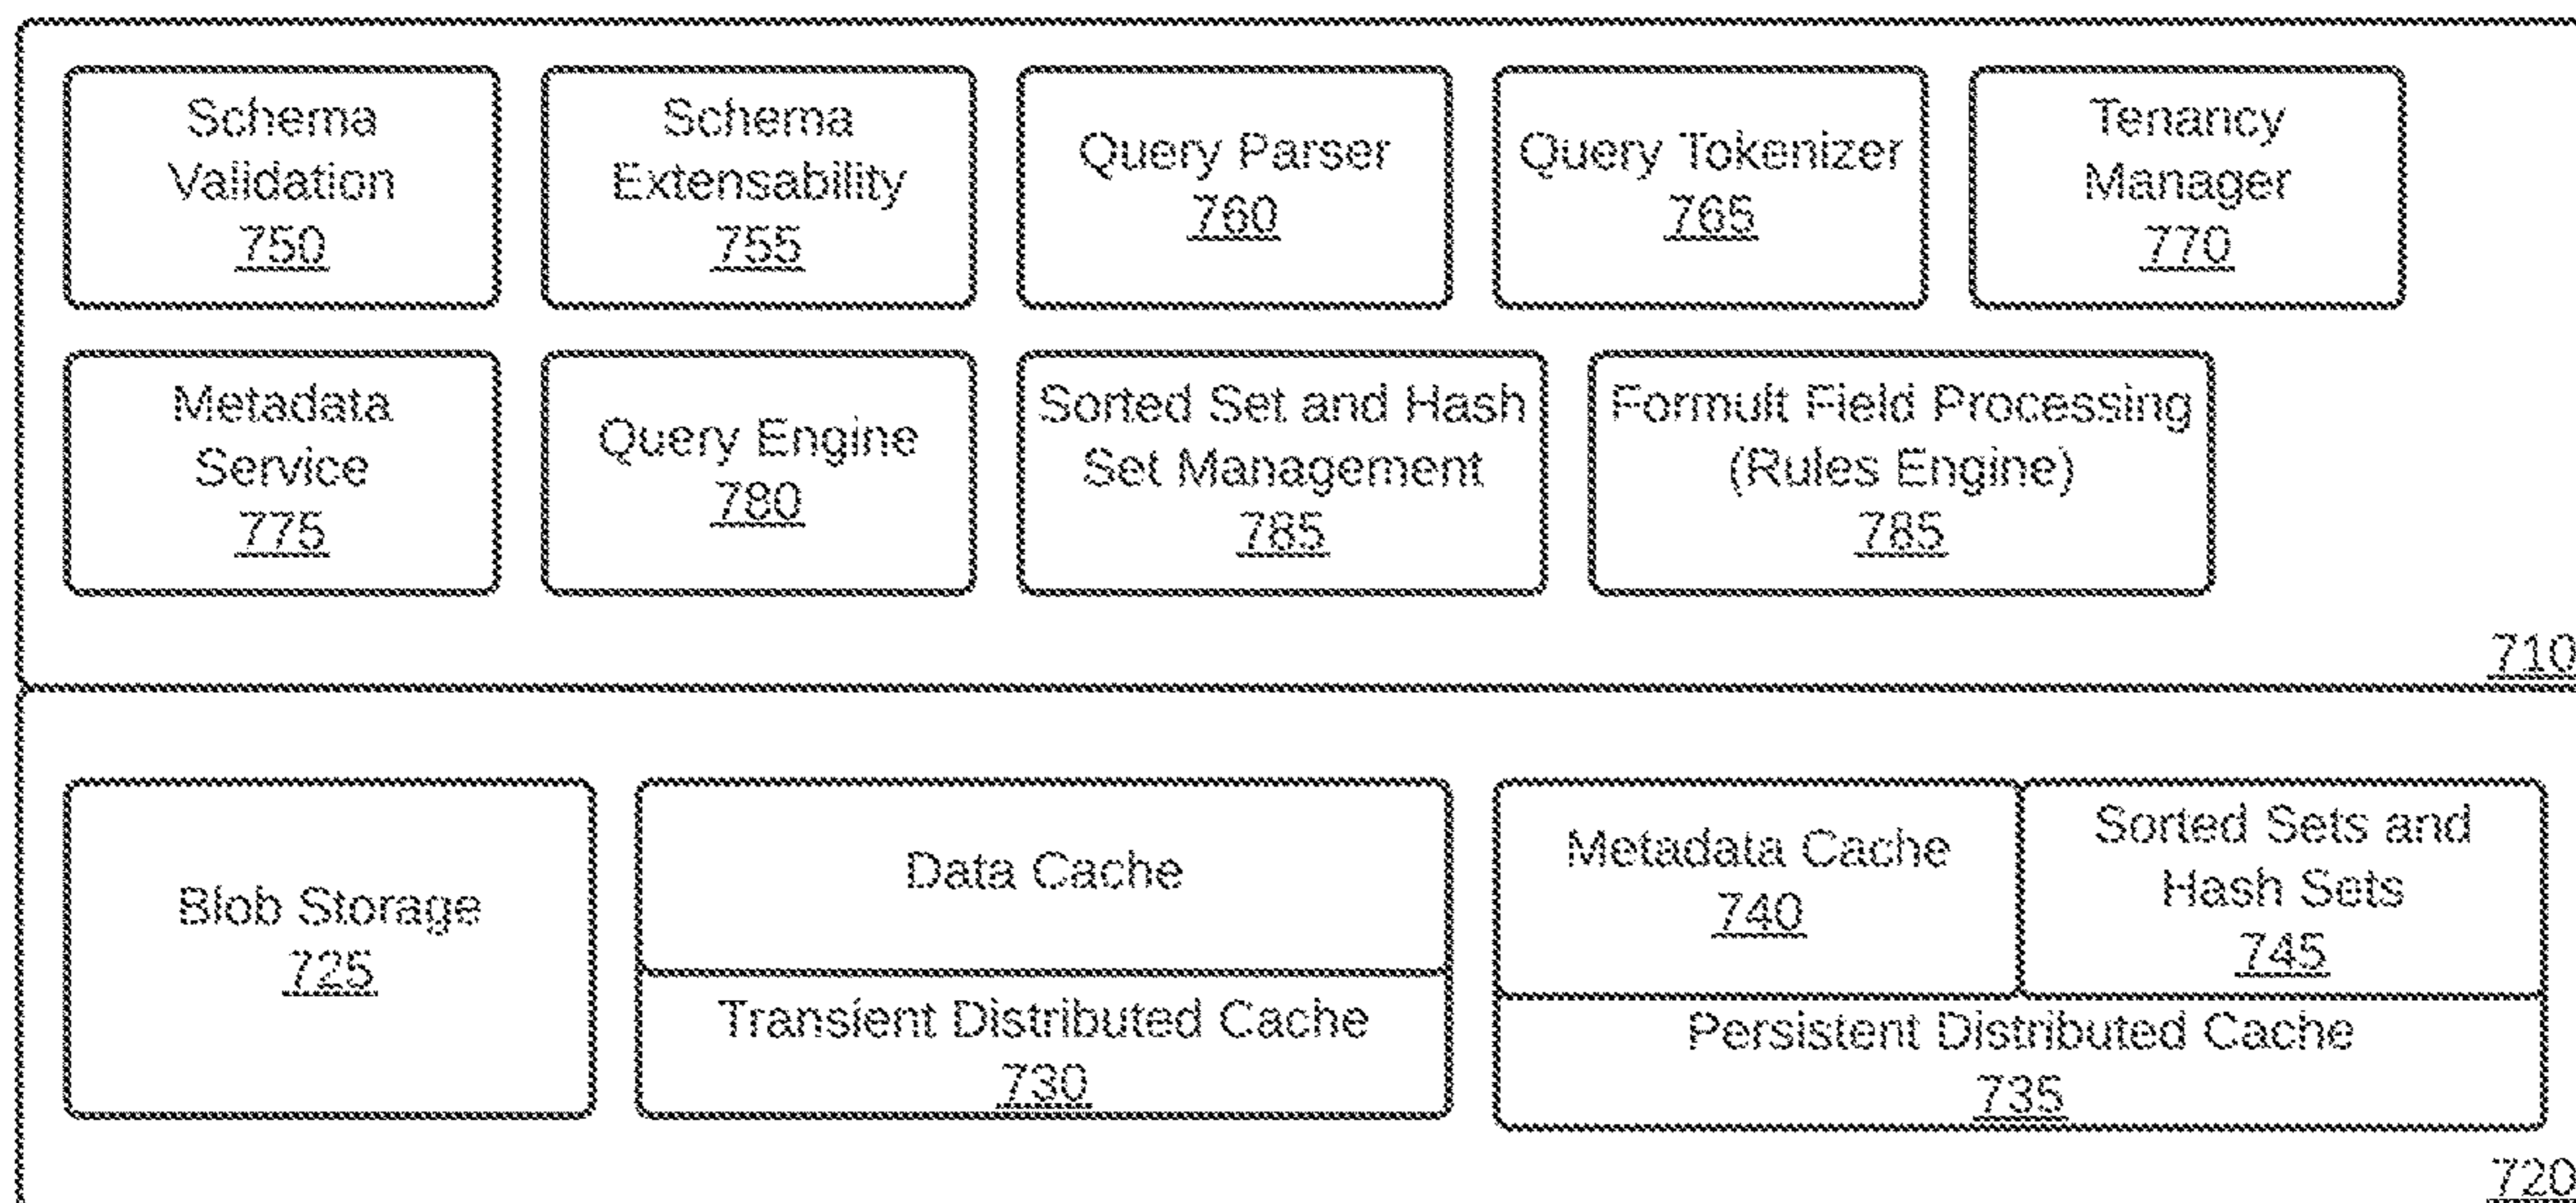 Schema
Validation
750
Schema
Extensability
755
Query Parser
760
Query Tokenizer
765
Tenancy
Manager
770
Metadata
Service
775
Query Engine
780
Sorted Set and Hash
Set Management
785
Formult Field Processing
(Rules Engine)
785
710
Blob Storage
725
Data Cache
Transient Distributed Cache
730
Metadata Cache
740
Sorted Sets and
Hash Sets
745
Persistent Distributed Cache
735
720